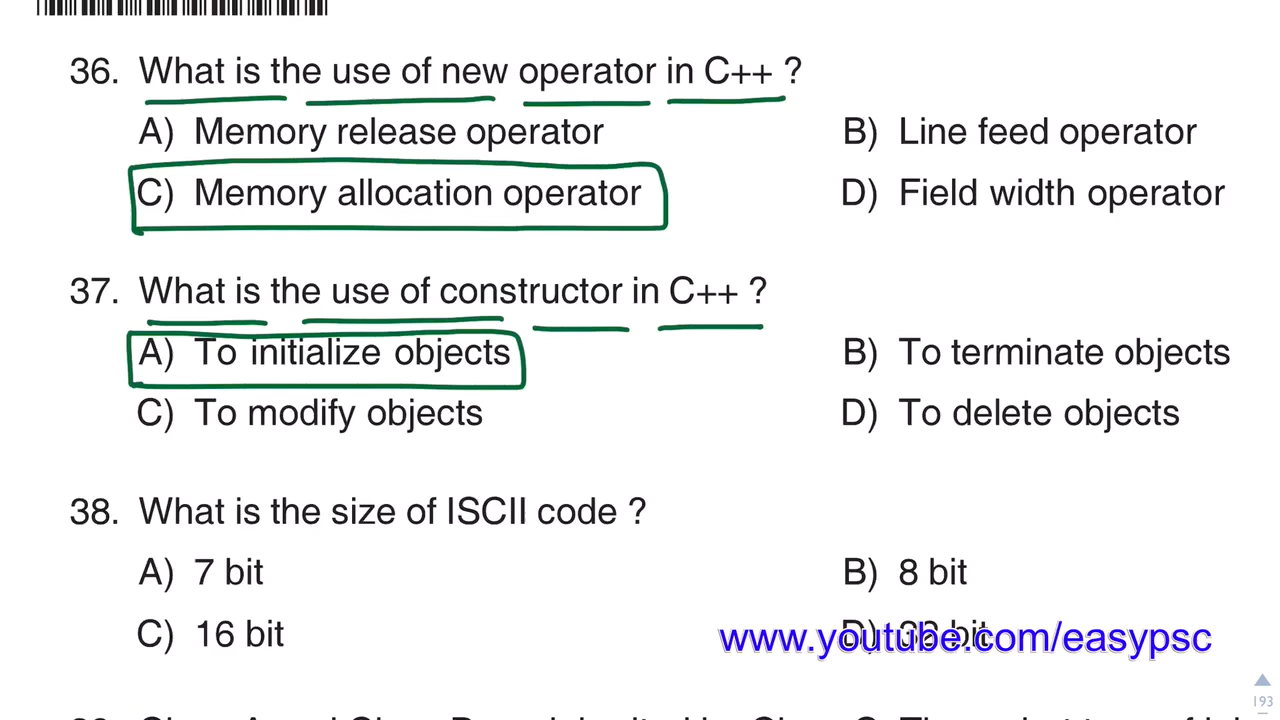 36. What is the use of new operator in C++ ?
A) Memory release operator B) Line feed operator
C) Memory allocation operator D) Field width operator
37. What is the use of constructor in C++ ?
A) To initialize objects B) To terminate objects
C) To modify objects D) To delete objects
38. What is the size of ISCII code ?
A) 7 bit B) 8 bit
C) 16 bit D) 32 bit
www.youtube.com/easypsc
193